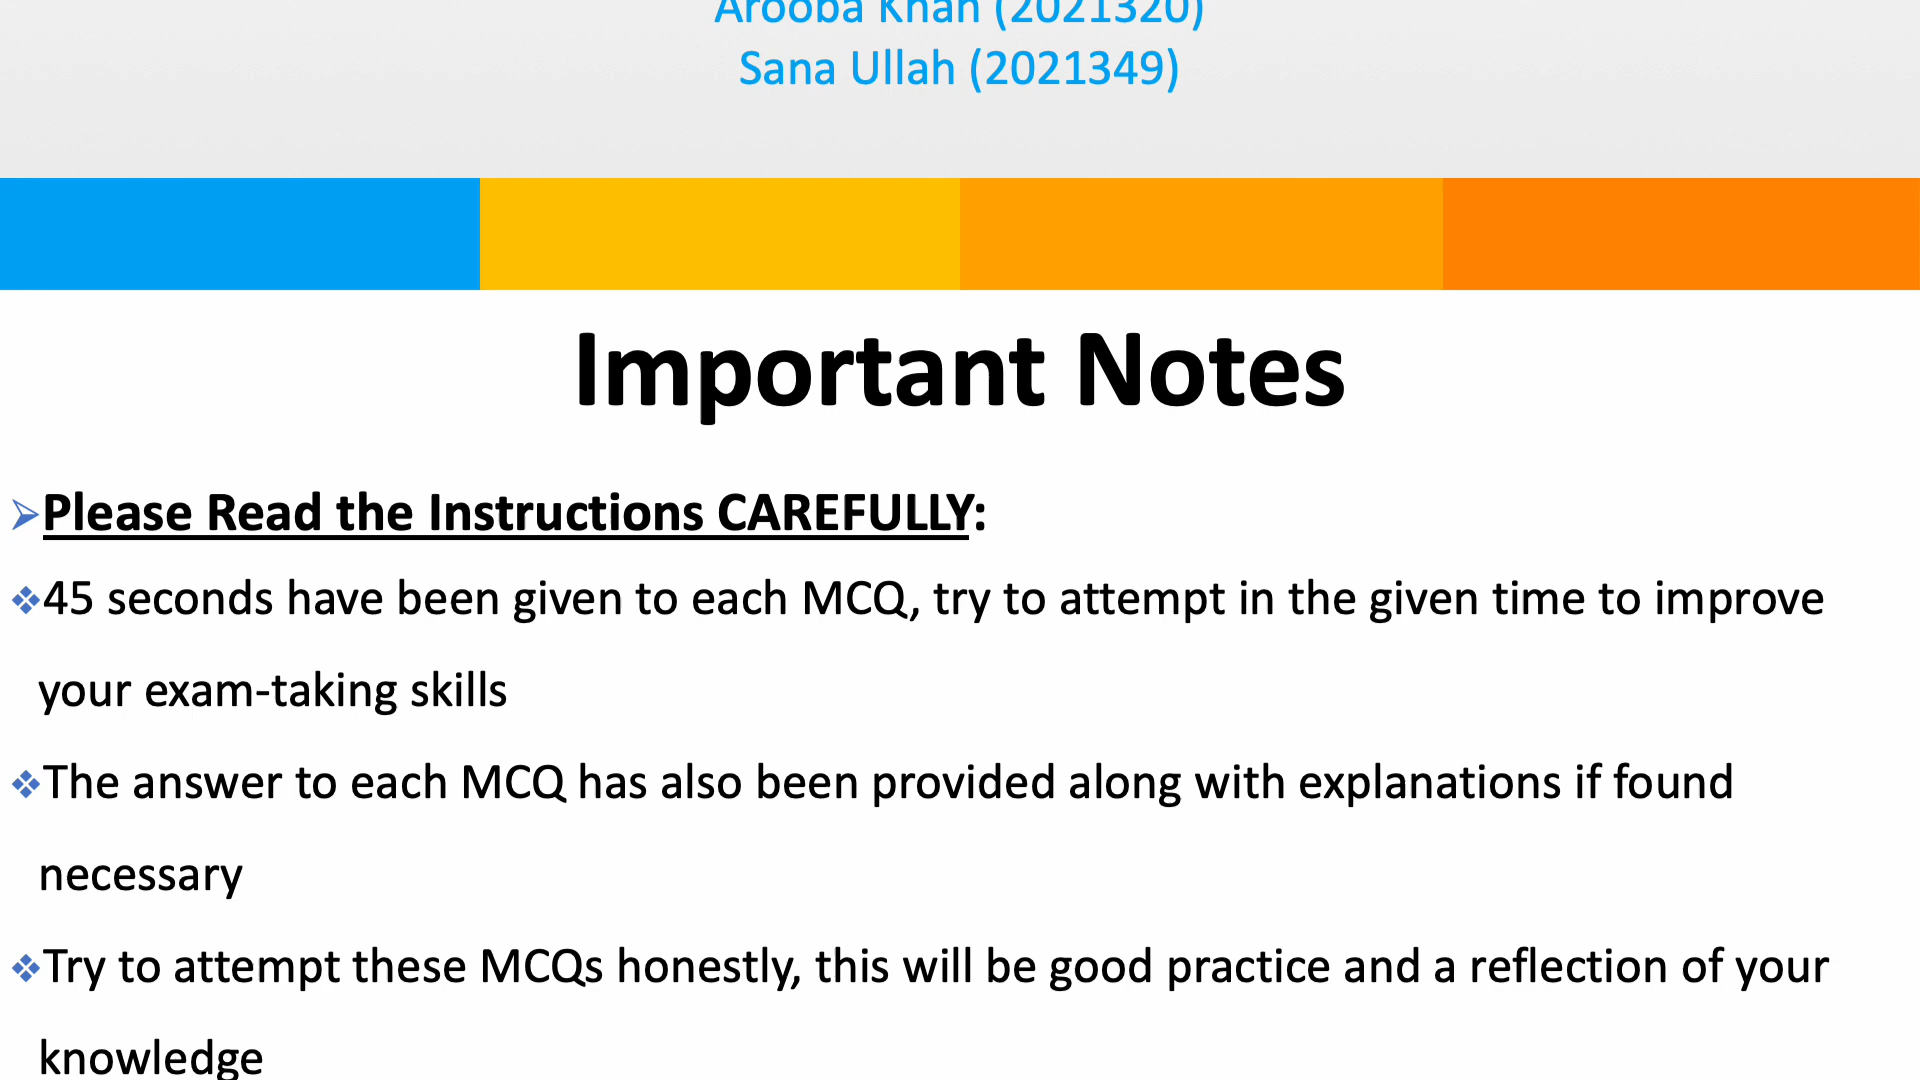 Arooba Khan (2021320)
Sana Ullah (2021349)
Important Notes
Please Read the Instructions CAREFULLY:
45 seconds have been given to each MCQ, try to attempt in the given time to improve
your exam-taking skills
The answer to each MCQ has also been provided along with explanations if found
necessary
Try to attempt these MCQs honestly, this will be good practice and a reflection of your
knowledge